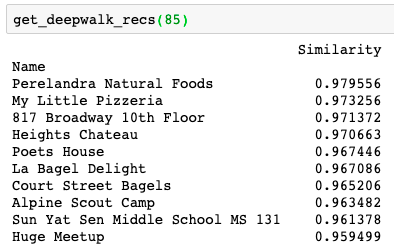 get_deepwalk_recs(85)
Similarity
Name
Perelandra Natural Foods 0.979556
My Little Pizzeria 0.973256
817 Broadway 10th Floor 0.971372
Heights Chateau 0.970663
Poets House 0.967446
La Bagel Delight 0.967086
Court Street Bagels 0.965206
Alpine Scout Camp 0.963482
Sun Yat Sen Middle School MS 131 0.961378
Huge Meetup 0.959499